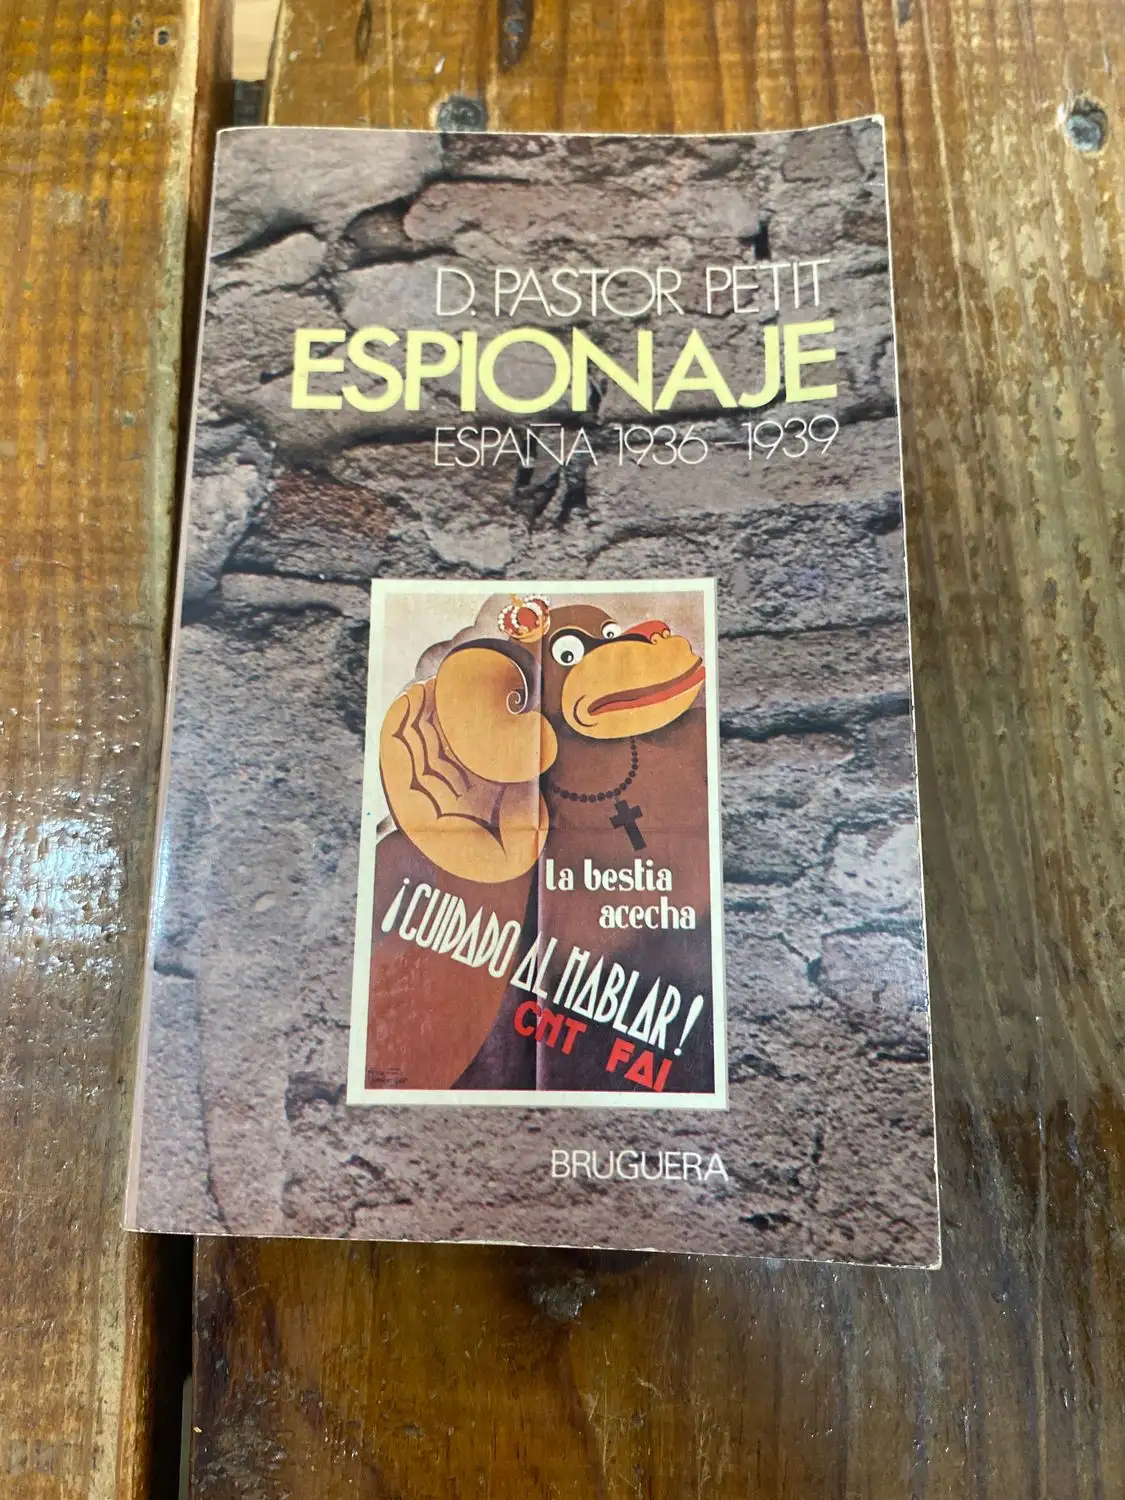 D. PASTOR PETIT
ESPIONAJE
ESPAÑA 1936-1939
la bestia
acecha
¡CUIDADO AL HABLAR!
CNT FAI
BRUGUERA